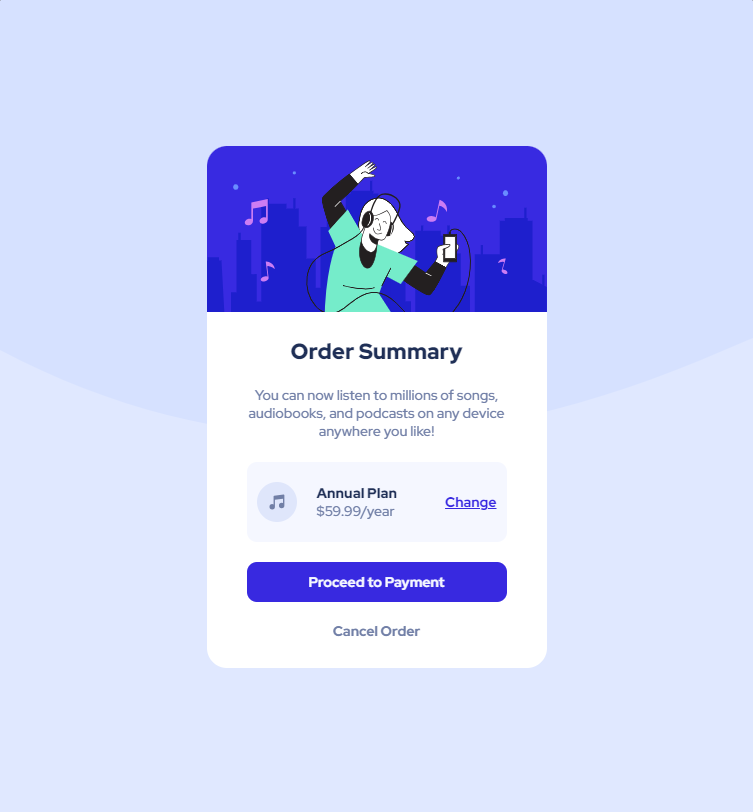 Order Summary
You can now listen to millions of songs,
audiobooks, and podcasts on any device
anywhere you like!
Annual Plan
$59.99/year
Change
Proceed to Payment
Cancel Order